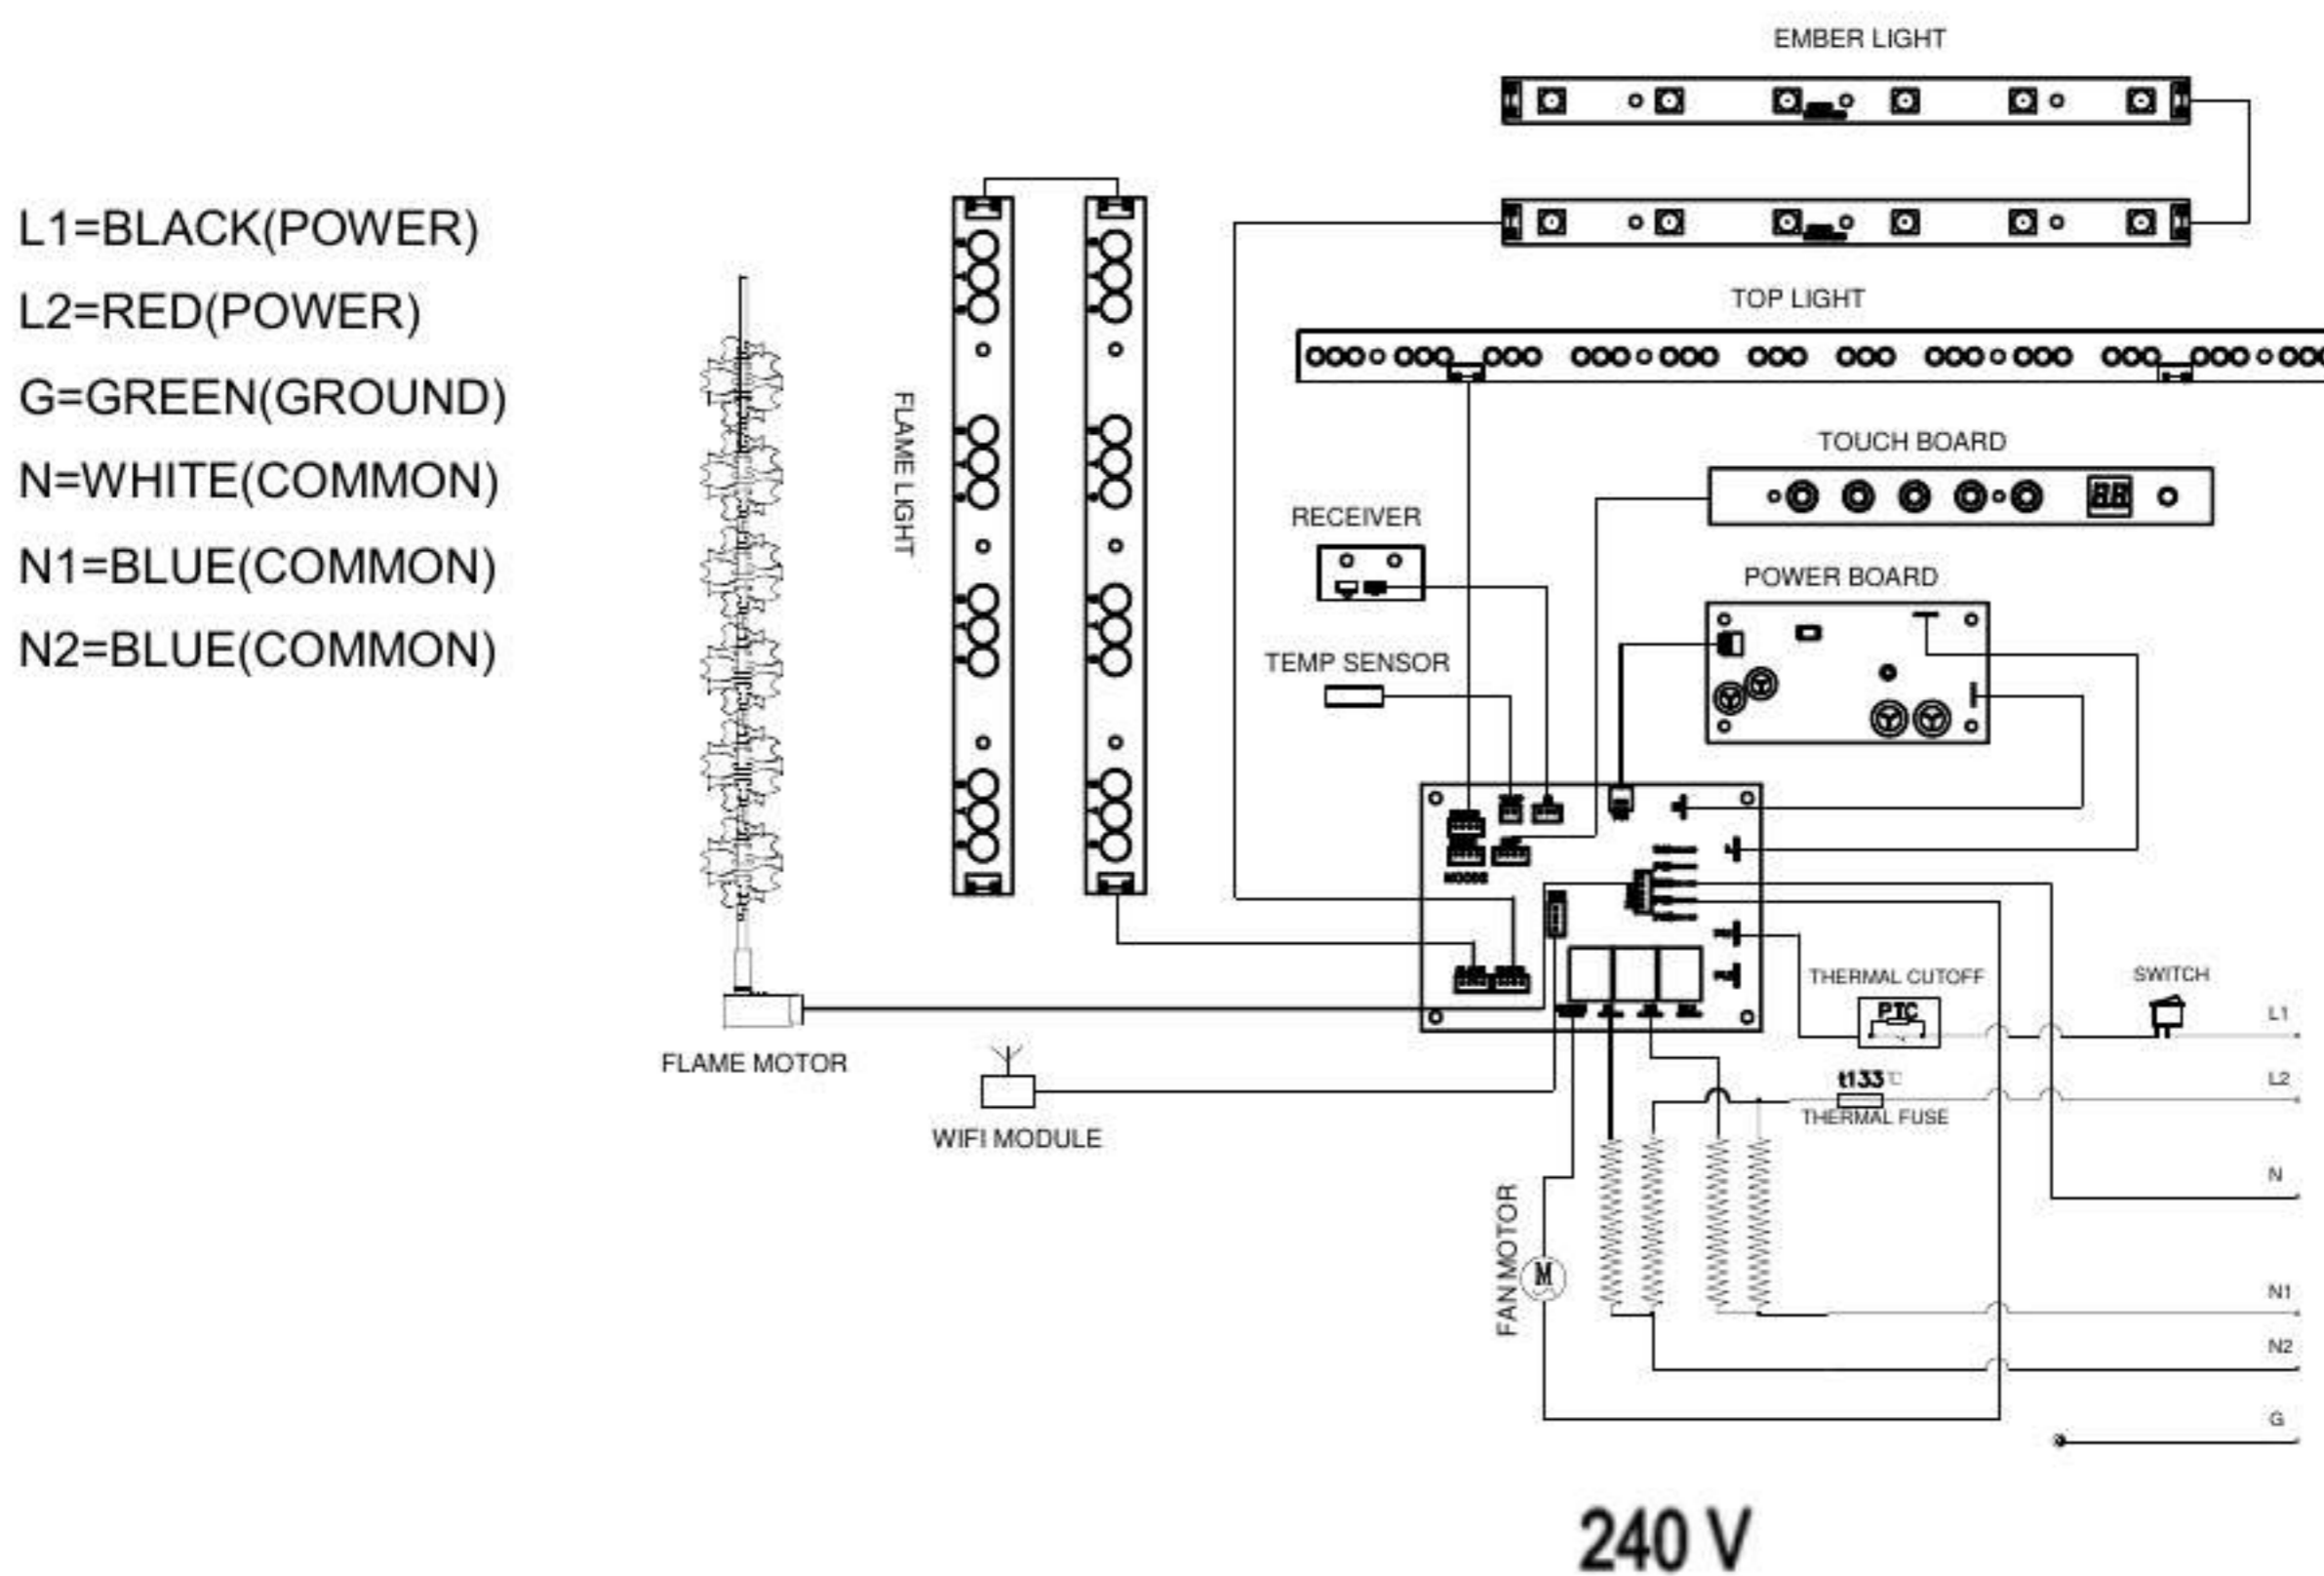 EMBER LIGHT
L1=BLACK(POWER)
L2=RED(POWER)
G=GREEN(GROUND)
N=WHITE(COMMON)
N1=BLUE(COMMON)
N2=BLUE(COMMON)
TOP LIGHT
FLAME LIGHT
TOUCH BOARD
88
RECEIVER
POWER BOARD
TEMP SENSOR
THERMAL CUTOFF
PTC
SWITCH
L1
FLAME MOTOR
t133℃
L2
THERMAL FUSE
WIFI MODULE
N
FAN MOTOR
M
N1
N2
G
240 V